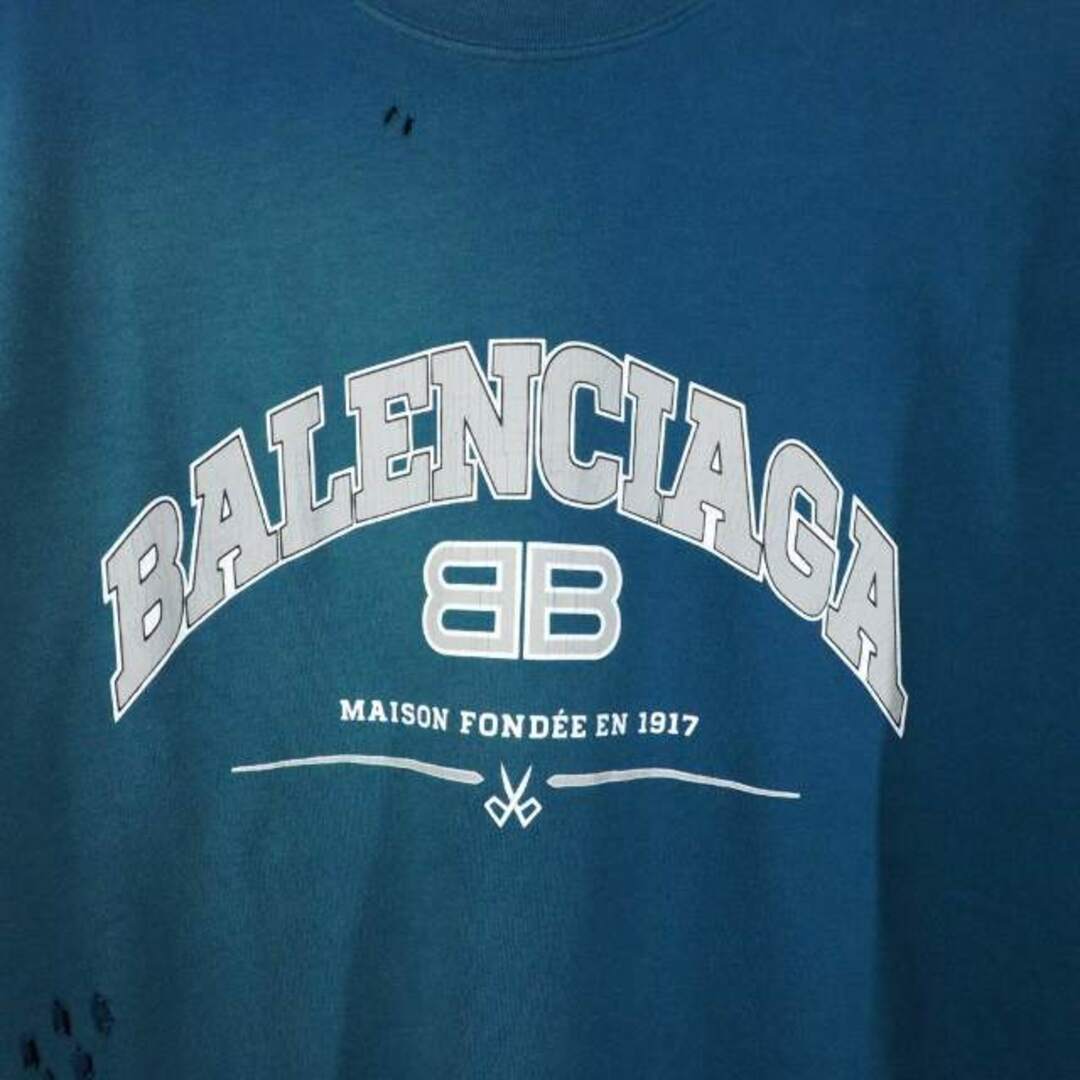 BALENCIAGA
BB
MAISON FONDÉE EN 1917